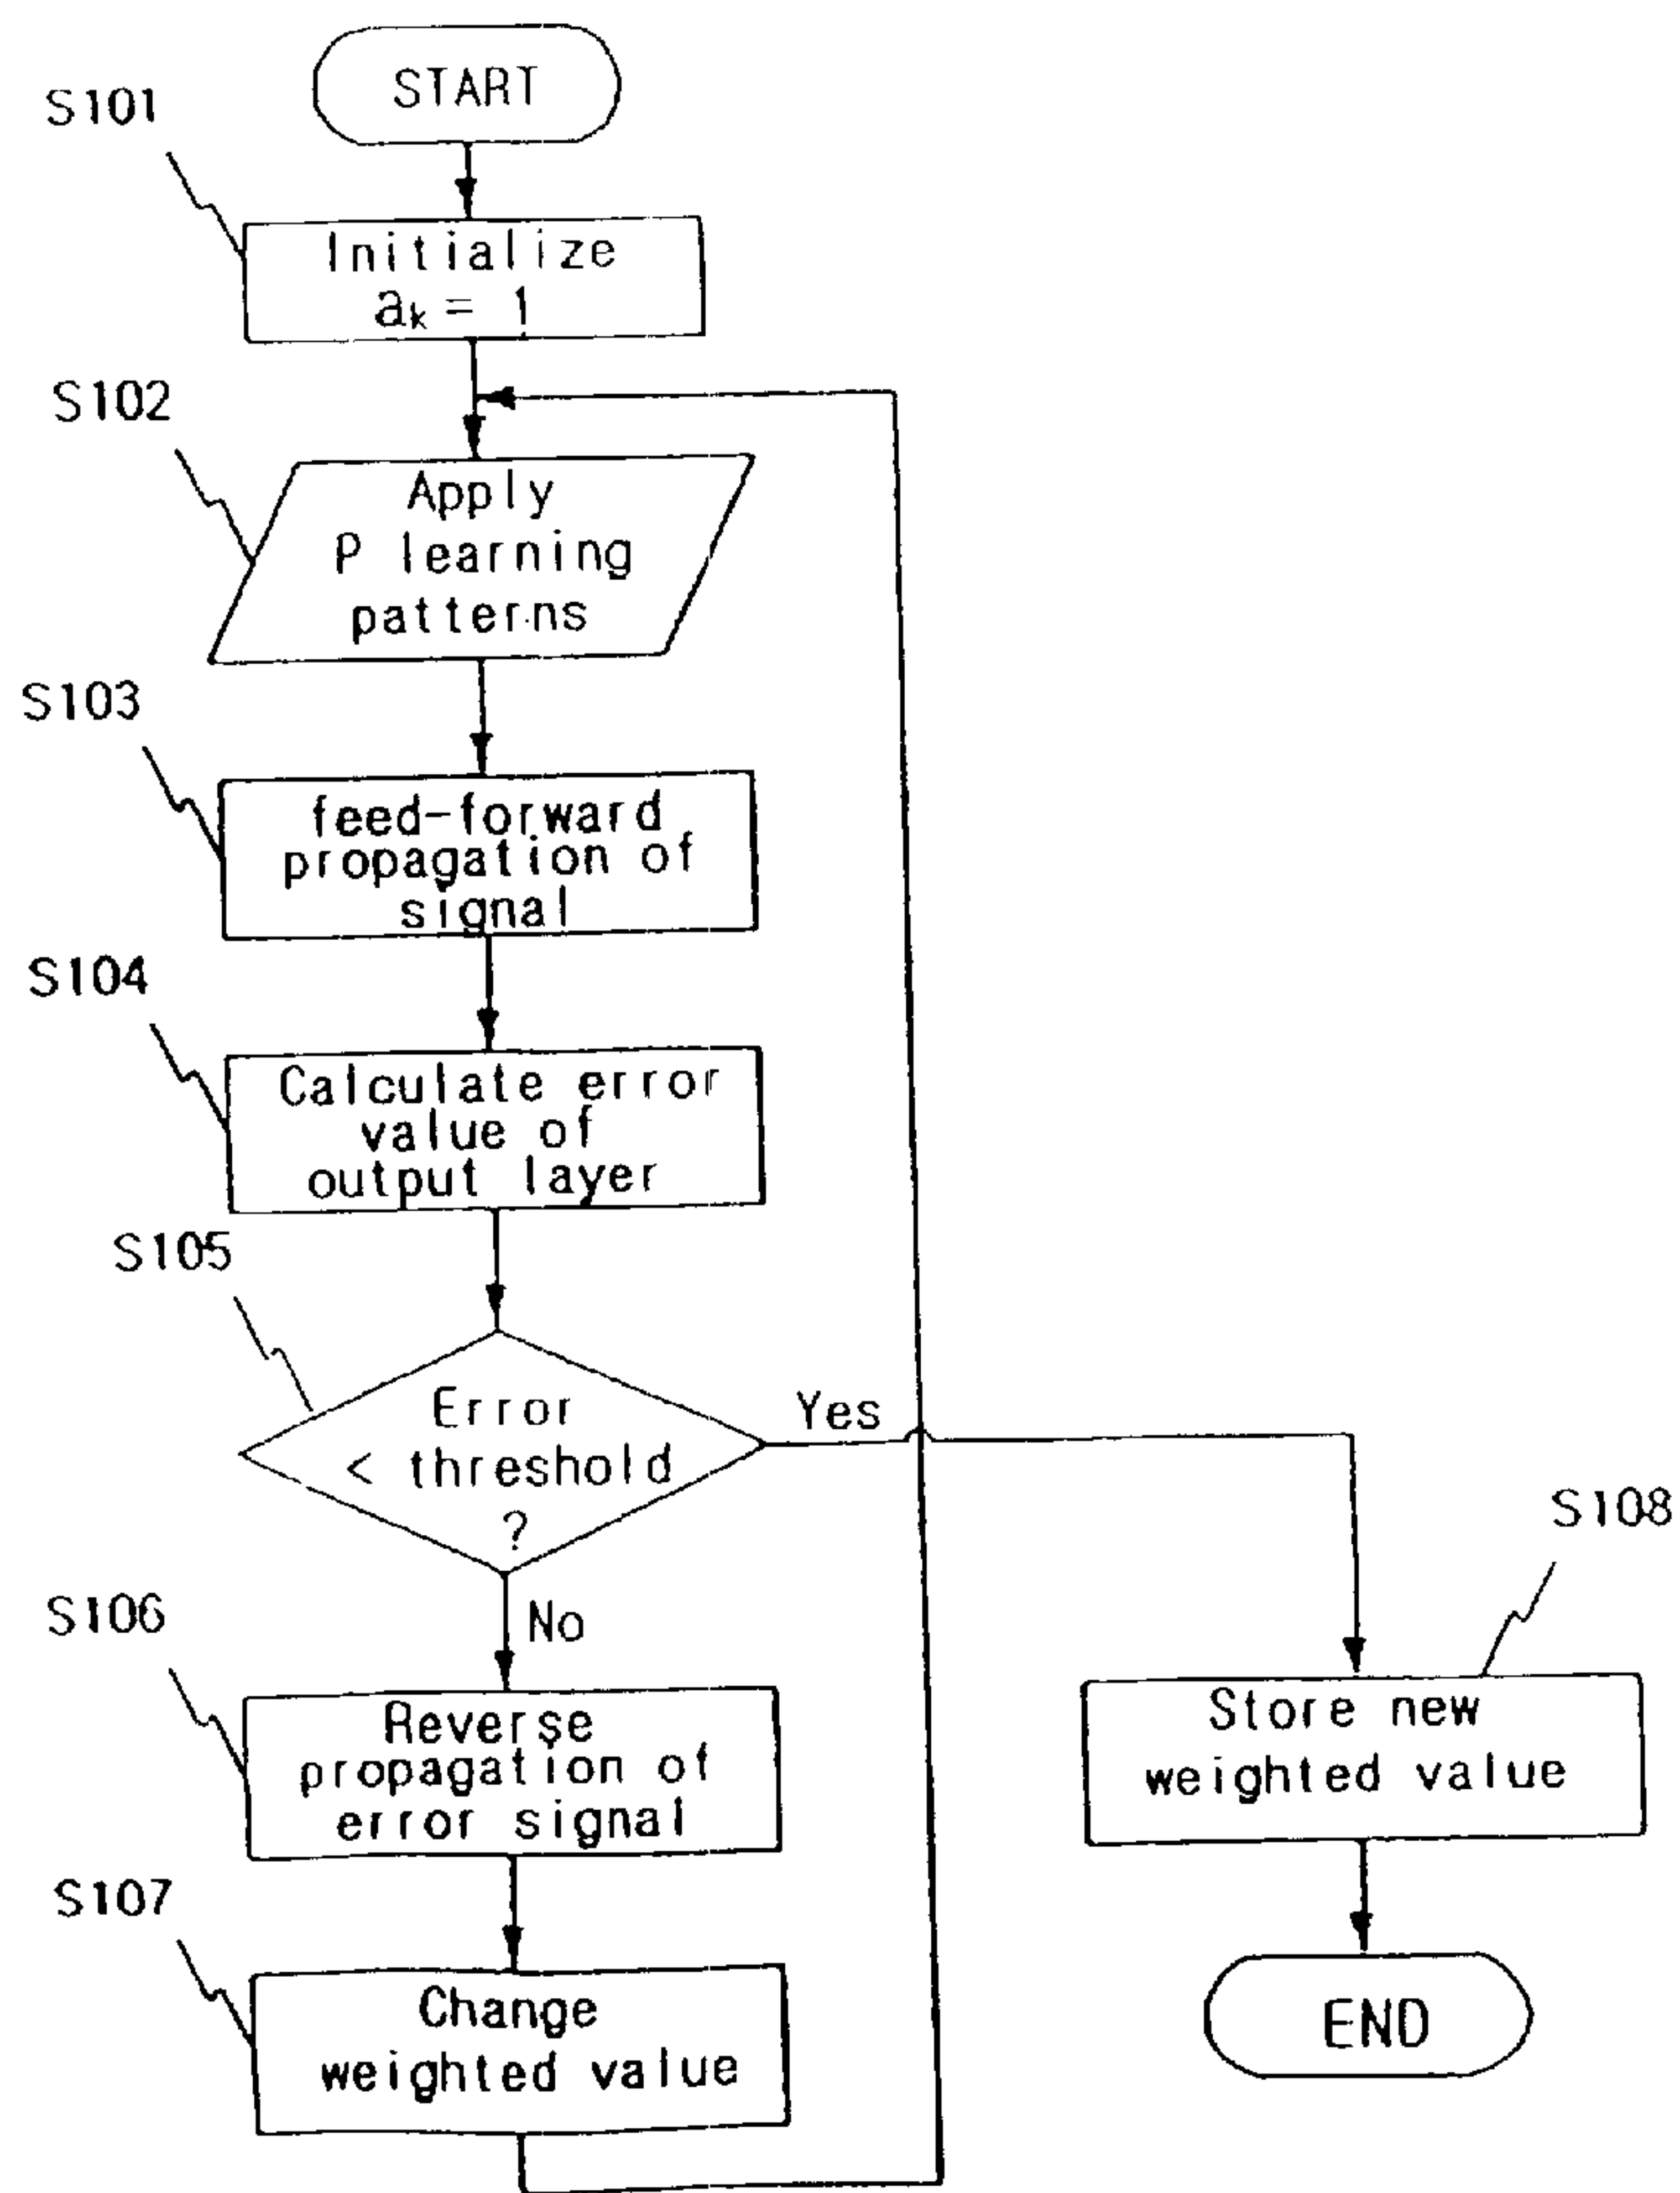 START
S101
Initialize
ak = 1
S102
Apply
P learning
patterns
S103
feed-forward
propagation of
signal
S104
Calculate error
value of
output layer
S105
Error
< threshold
?
Yes
No
S106
Reverse
propagation of
error signal
S107
Change
weighted value
S108
Store new
weighted value
END